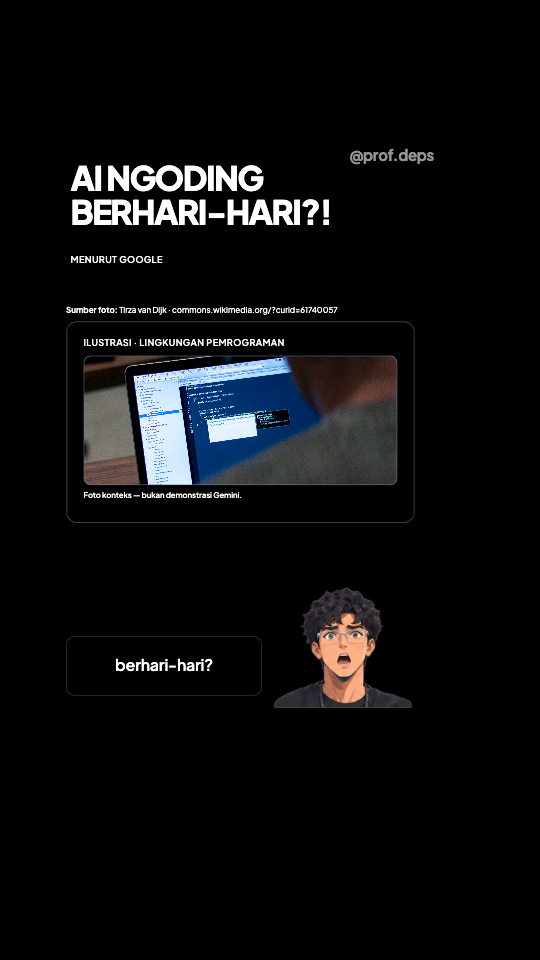 @prof.deps
AI NGODING
BERHARI-HARI?!
MENURUT GOOGLE
Sumber foto: Tirza van Dijk · commons.wikimedia.org/?curid=61740057
ILUSTRASI · LINGKUNGAN PEMROGRAMAN
Foto konteks — bukan demonstrasi Gemini.
berhari-hari?